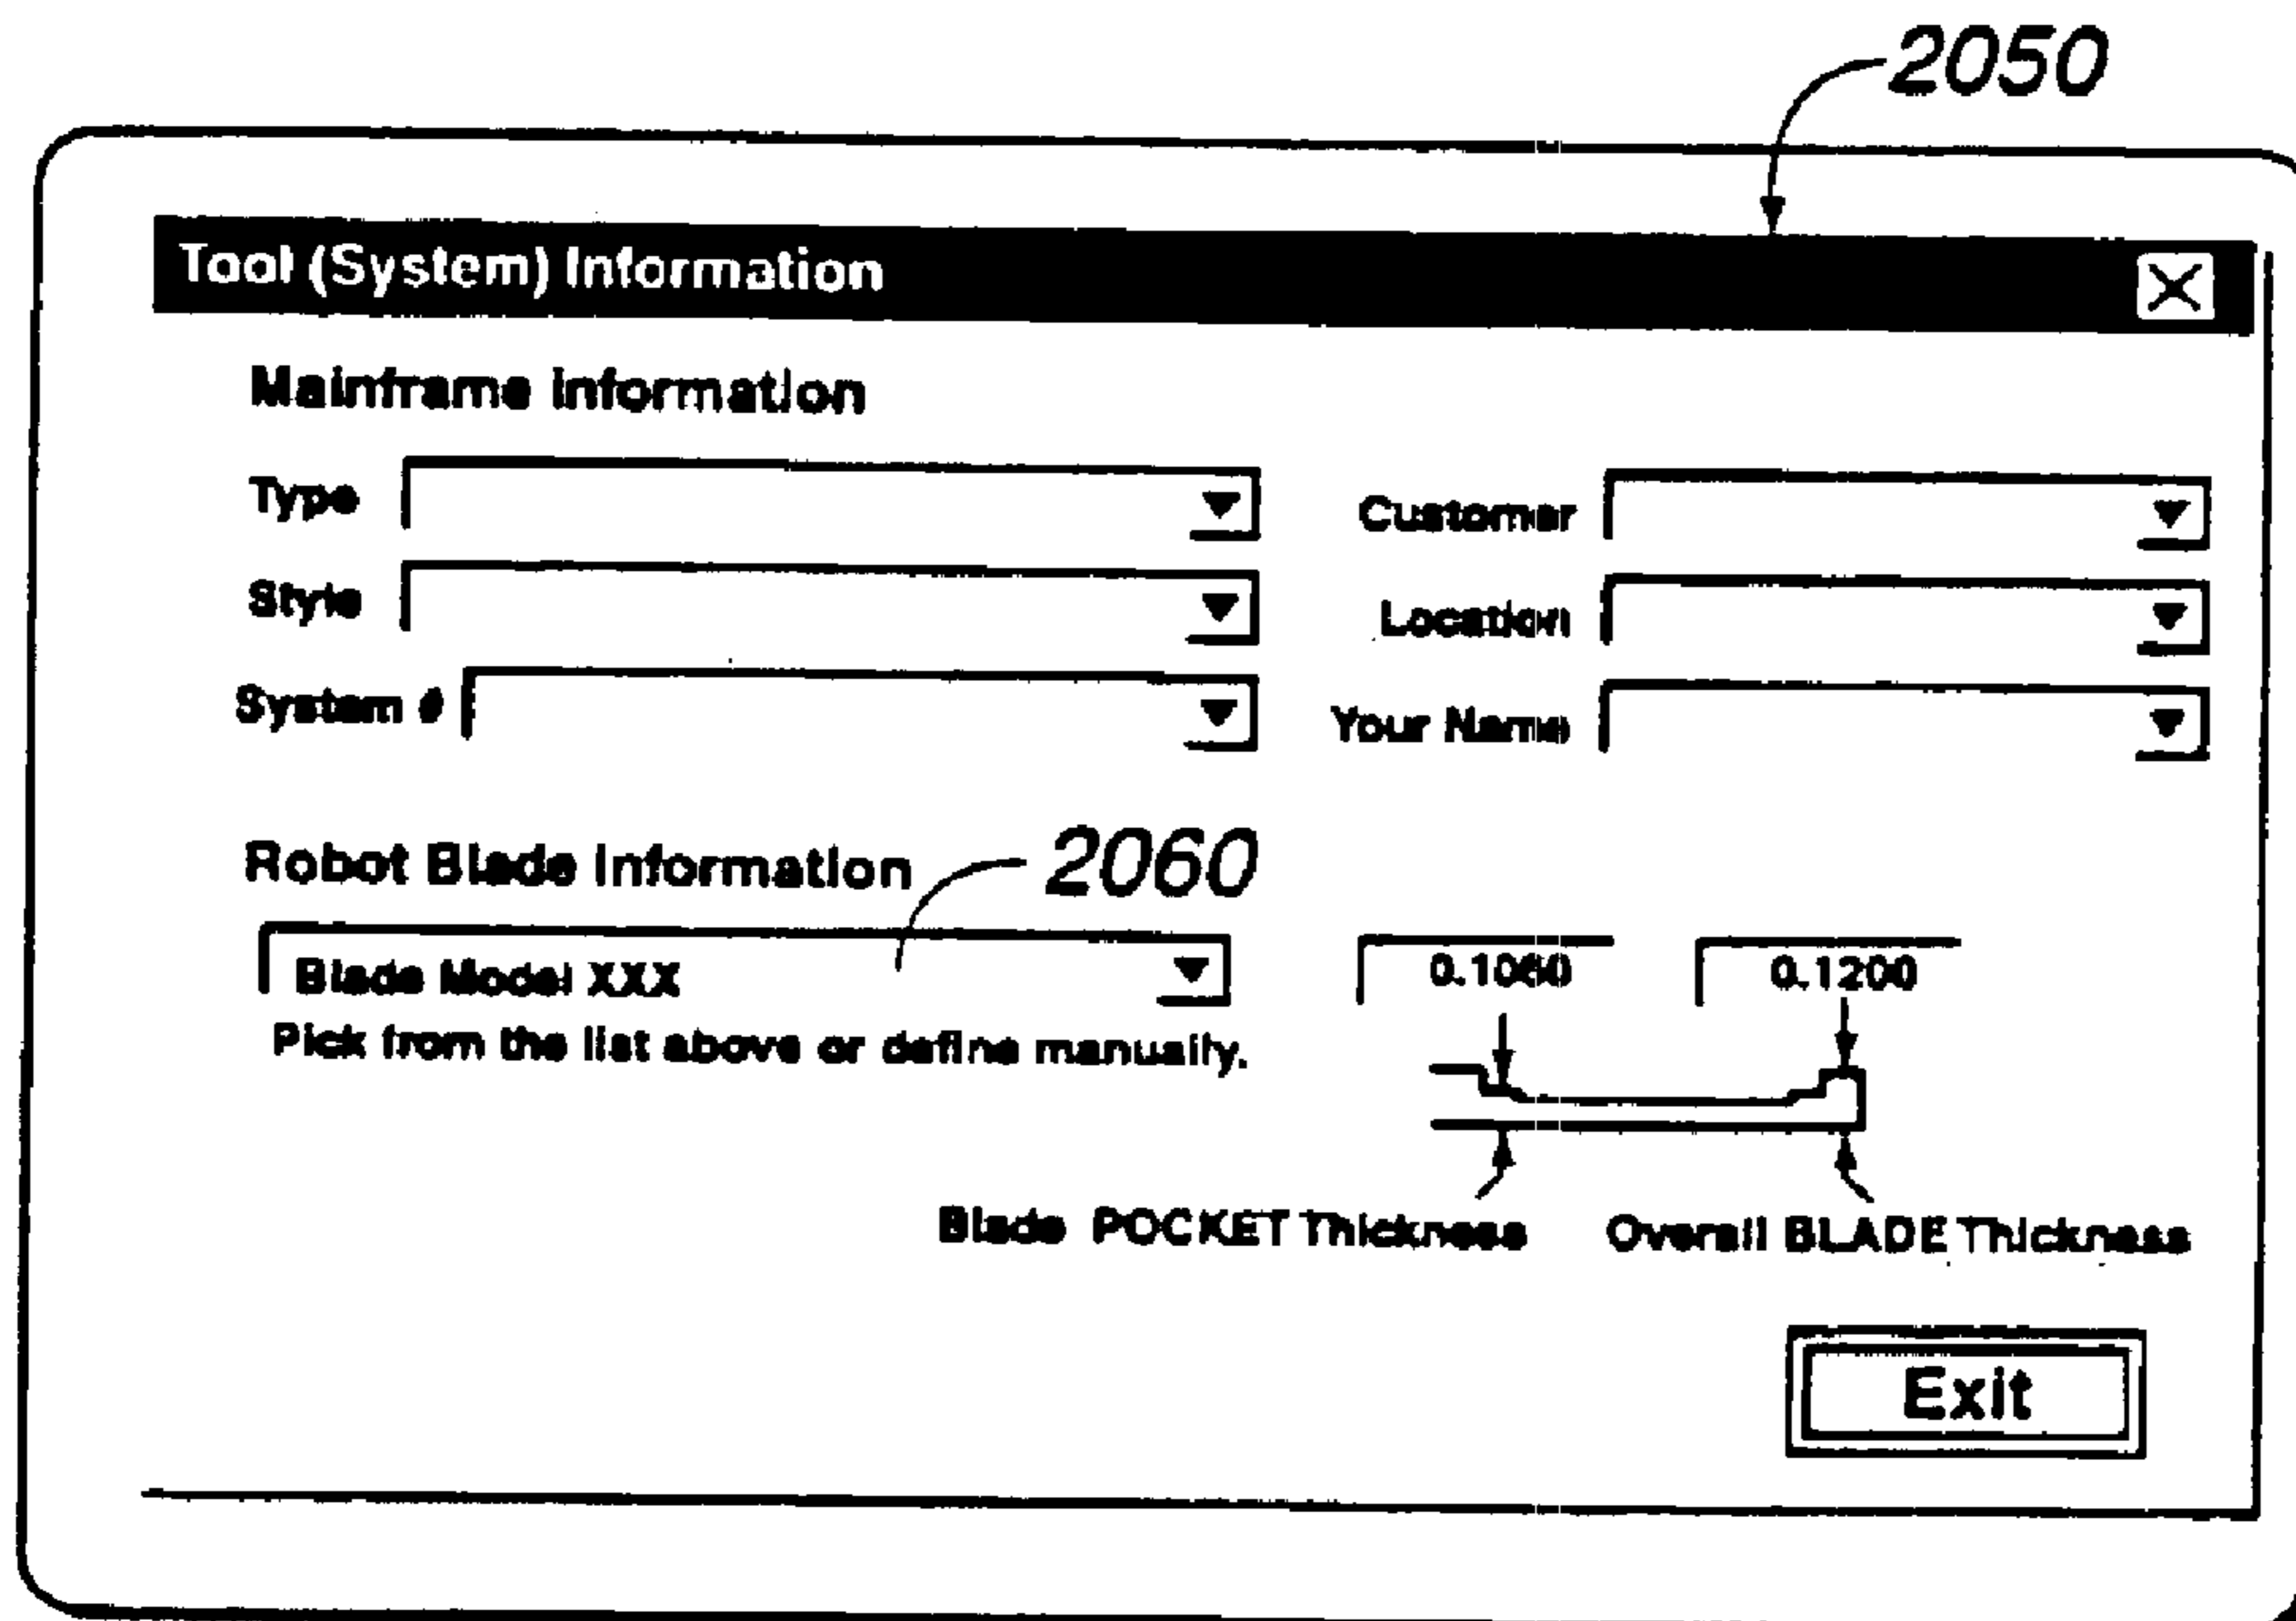 2050
Tool (System) Information
Mainframe Information
Type
Customer
Style
Location
System #
Your Name
Robot Blade Information
2060
Blade Model XXX
0.1060
0.1200
Pick from the list above or define manually.
Blade POCKET Thickness
Overall BLADE Thickness
Exit